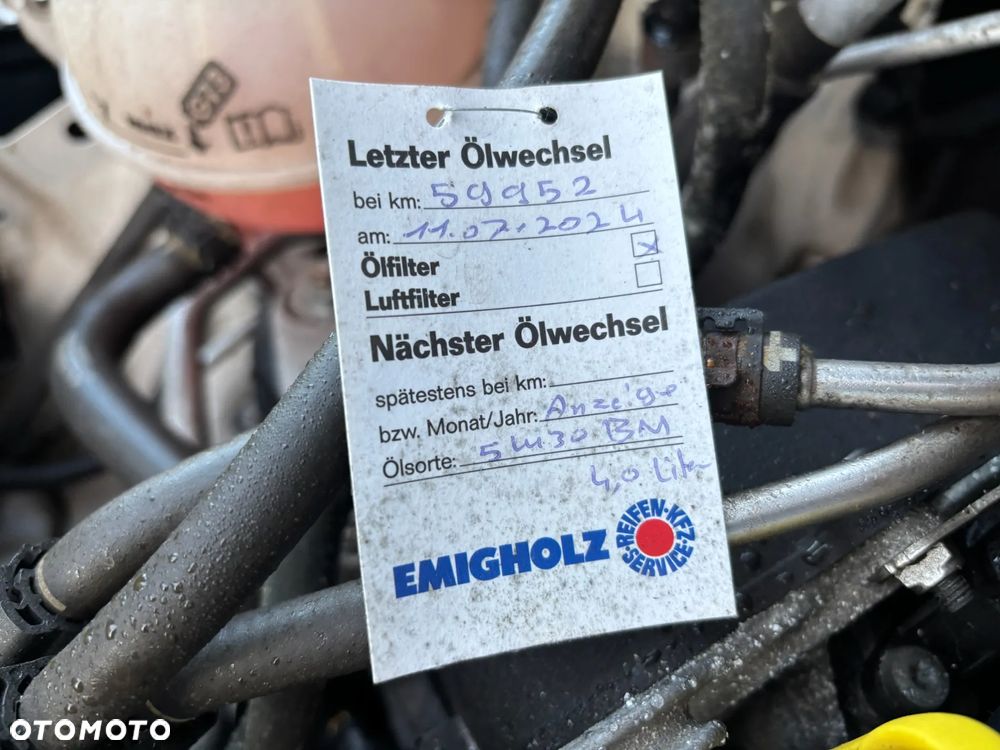 G13
Letzter Ölwechsel
bei km: 59952
am: 11.07.2024
Ölfilter
Luftfilter
Nächster Ölwechsel
spätestens bei km:
bzw. Monat/Jahr: Anzeige
Ölsorte: 5W30 BM
4,0 Liter
EMIGHOLZ
REIFEN-KFZ
-SERVICE-
OTOMOTO